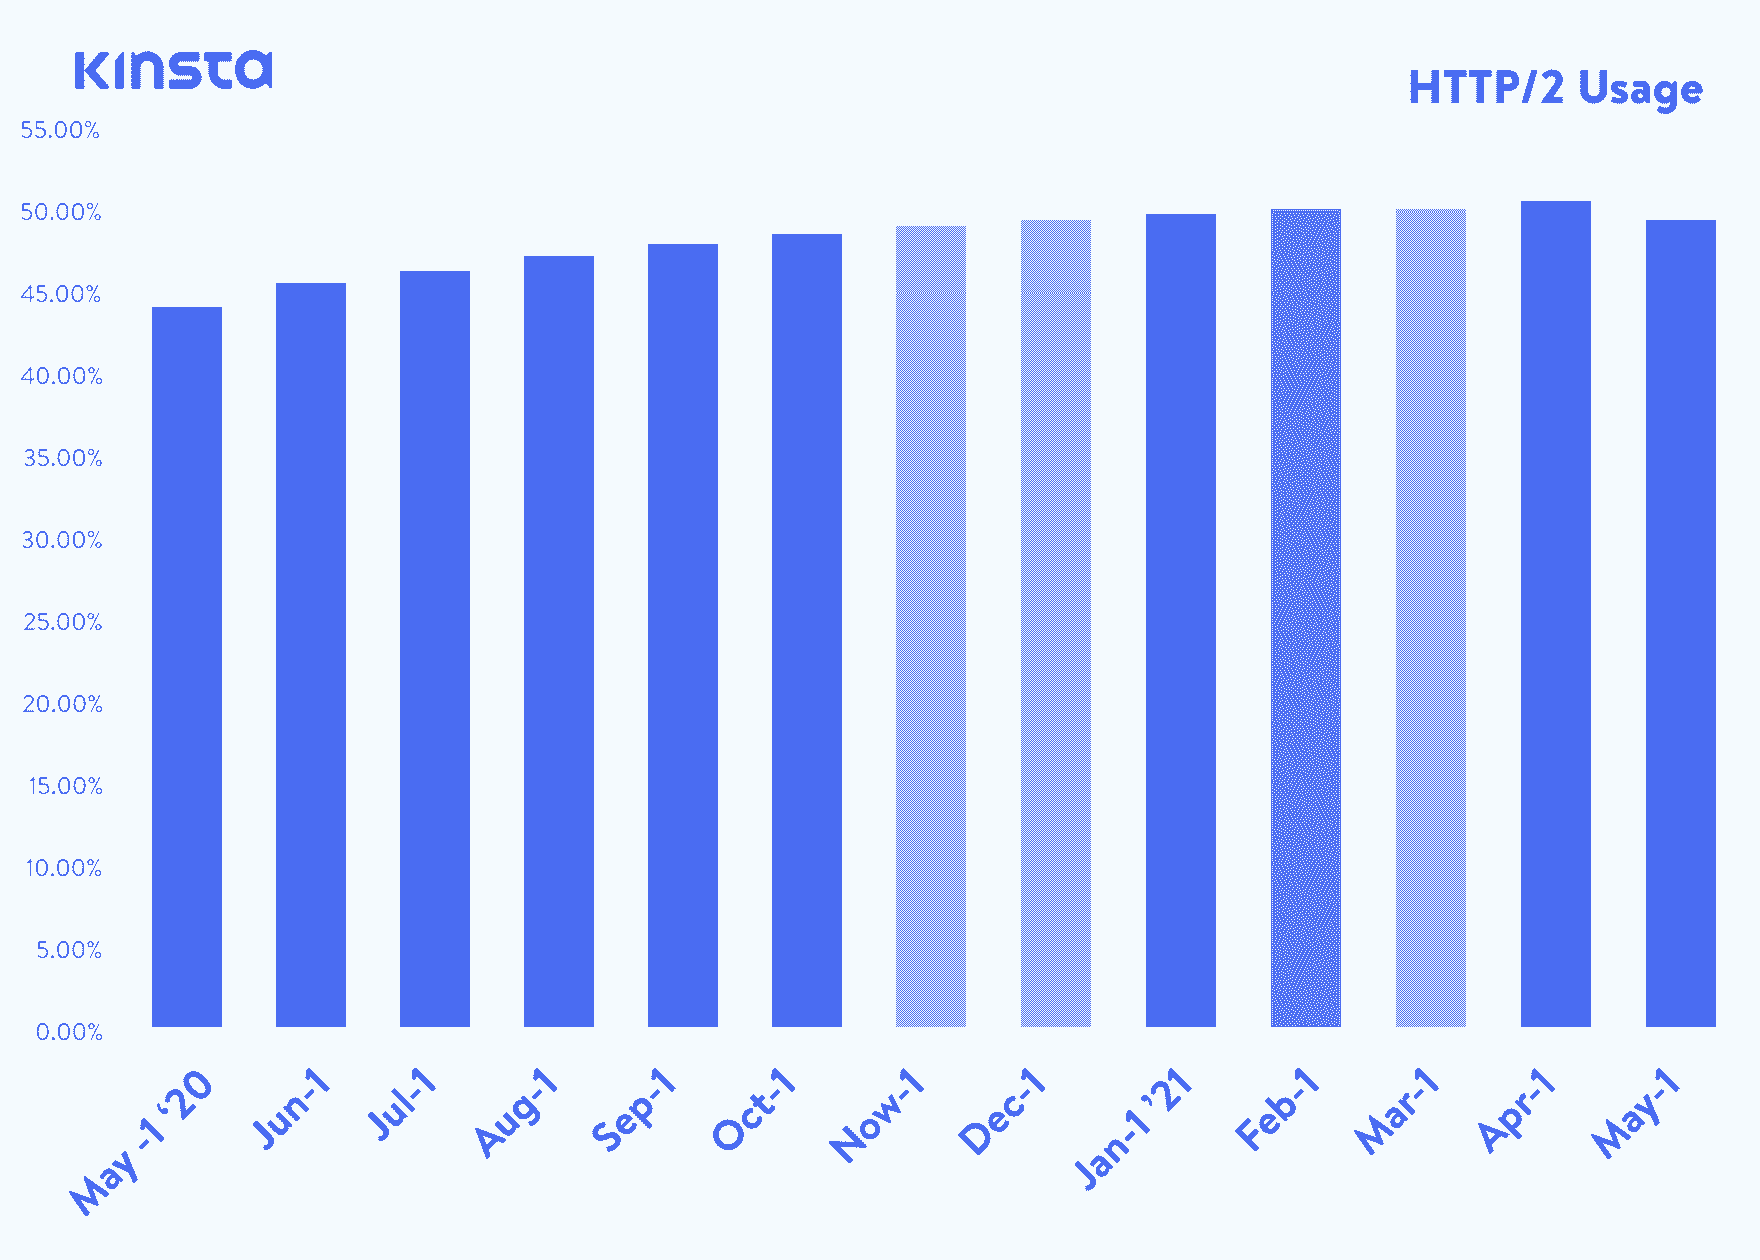 Kinsta
HTTP/2 Usage
55.00%
50.00%
45.00%
40.00%
35.00%
30.00%
25.00%
20.00%
15.00%
10.00%
5.00%
0.00%
May -1 ‘20
Jun-1
Jul-1
Aug-1
Sep-1
Oct-1
Now-1
Dec-1
Jan-1 ’21
Feb-1
Mar-1
Apr-1
May-1